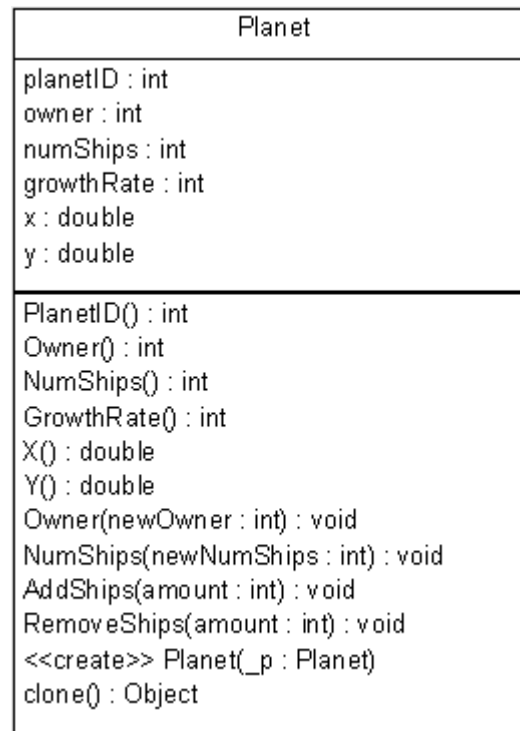 Planet
planetID : int
owner : int
numShips : int
growthRate : int
x : double
y : double
PlanetID() : int
Owner() : int
NumShips() : int
GrowthRate() : int
X() : double
Y() : double
Owner(newOwner : int) : void
NumShips(newNumShips : int) : void
AddShips(amount : int) : void
RemoveShips(amount : int) : void
<<create>> Planet(_p : Planet)
clone() : Object